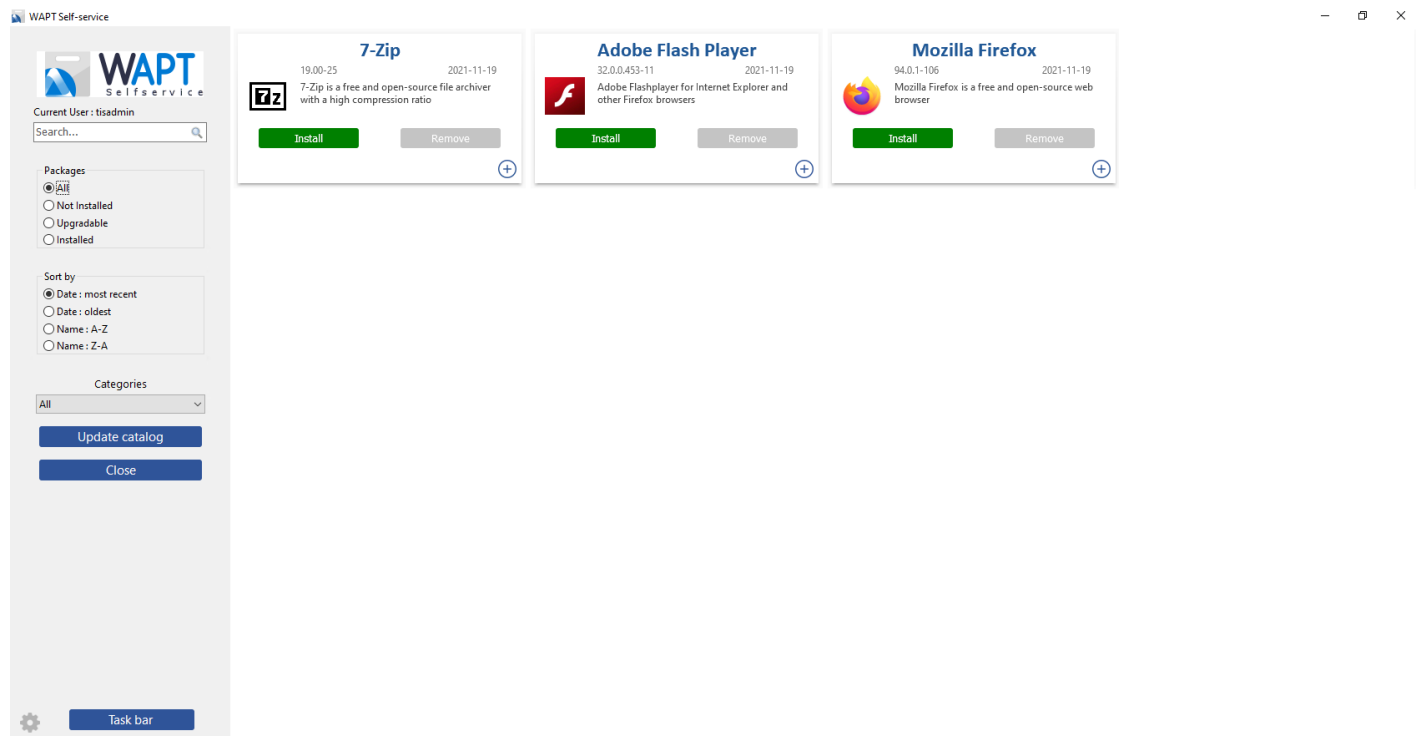 WAPT Self-service
WAPT
Selfservice
Current User : tisadmin
Search...
Packages
All
Not Installed
Upgradable
Installed
Sort by
Date : most recent
Date : oldest
Name : A-Z
Name : Z-A
Categories
All
Update catalog
Close
Task bar
7-Zip
19.00-25 2021-11-19
7z
7-Zip is a free and open-source file archiver
with a high compression ratio
Install Remove
Adobe Flash Player
32.0.0.453-11 2021-11-19
Adobe Flashplayer for Internet Explorer and
other Firefox browsers
Install Remove
Mozilla Firefox
94.0.1-106 2021-11-19
Mozilla Firefox is a free and open-source web
browser
Install Remove